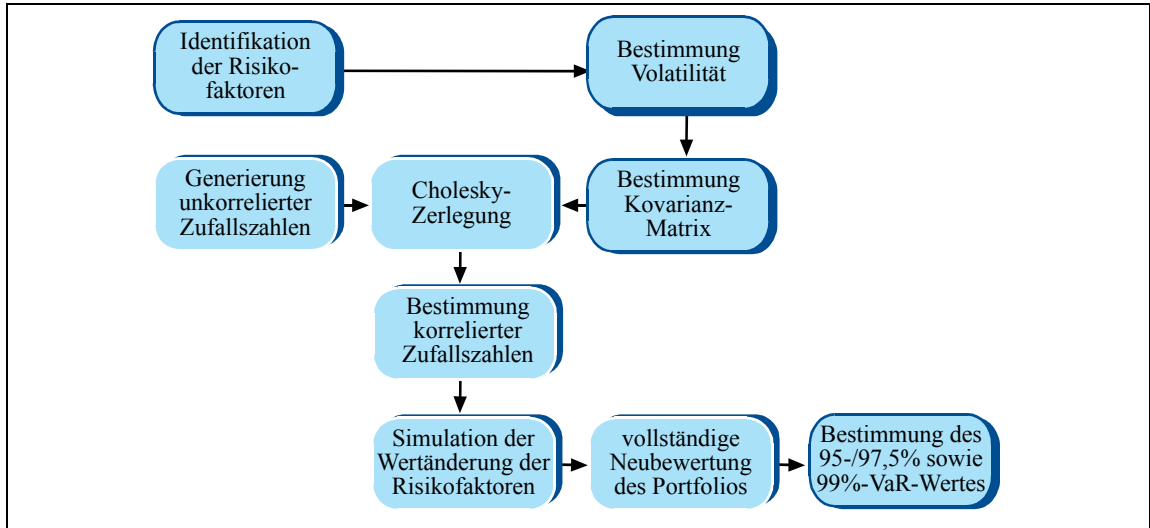 Identifikation
der Risiko-
faktoren
Bestimmung
Volatilität
Generierung
unkorrelierter
Zufallszahlen
Cholesky-
Zerlegung
Bestimmung
Kovarianz-
Matrix
Bestimmung
korrelierter
Zufallszahlen
Simulation der
Wertänderung der
Risikofaktoren
vollständige
Neubewertung
des Portfolios
Bestimmung des
95-/97,5% sowie
99%-VaR-Wertes